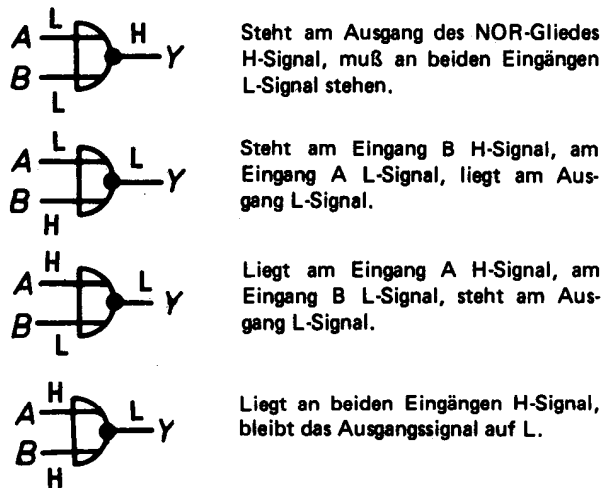 L
A
H
Y
B
L
Steht am Ausgang des NOR-Gliedes
H-Signal, muß an beiden Eingängen
L-Signal stehen.
L
A
L
Y
B
H
Steht am Eingang B H-Signal, am
Eingang A L-Signal, liegt am Aus-
gang L-Signal.
H
A
L
Y
B
L
Liegt am Eingang A H-Signal, am
Eingang B L-Signal, steht am Aus-
gang L-Signal.
H
A
L
Y
B
H
Liegt an beiden Eingängen H-Signal,
bleibt das Ausgangssignal auf L.